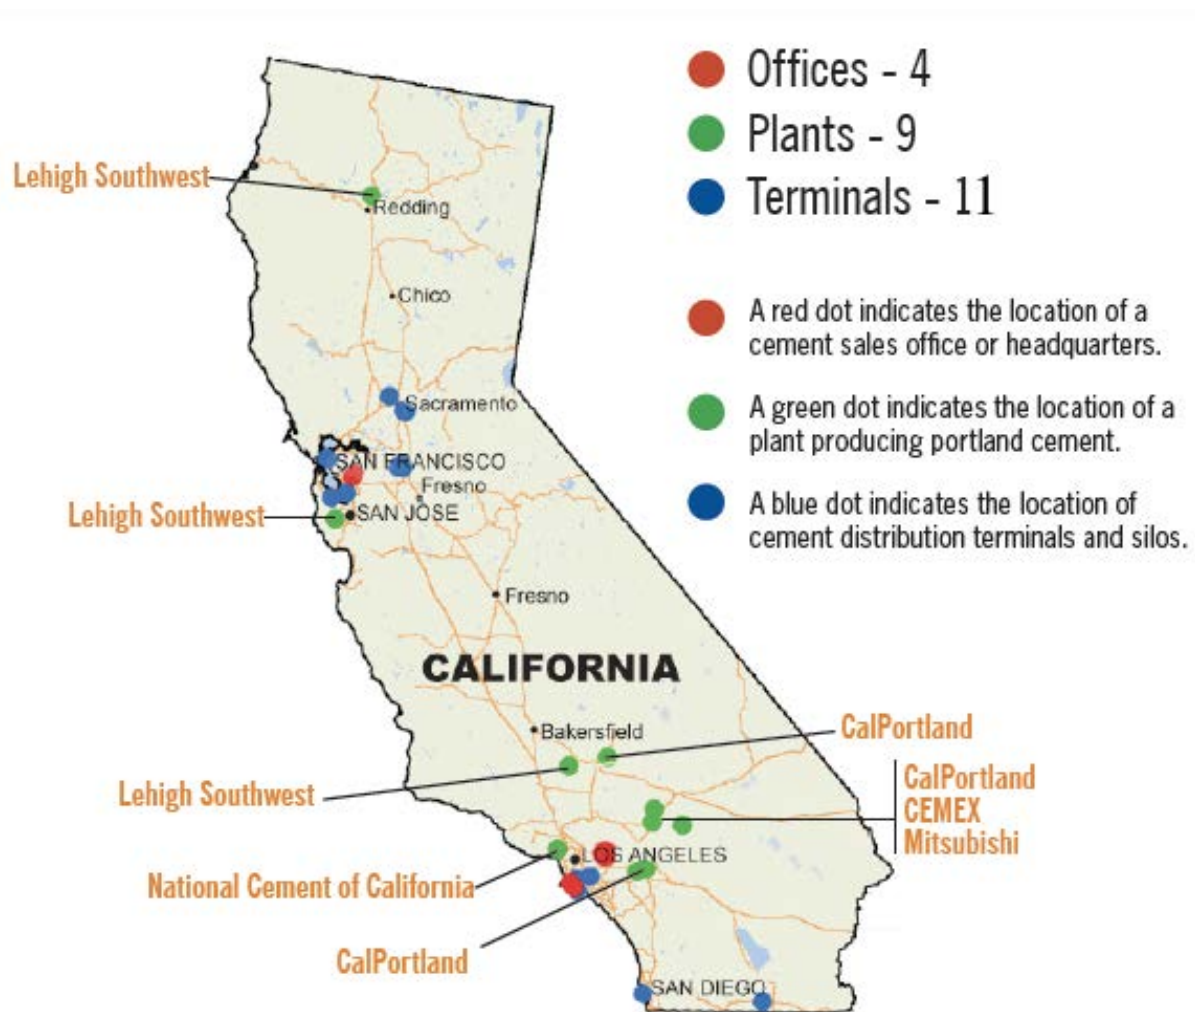 Offices - 4
Plants - 9
Terminals - 11
A red dot indicates the location of a
cement sales office or headquarters.
A green dot indicates the location of a
plant producing portland cement.
A blue dot indicates the location of
cement distribution terminals and silos.
Lehigh Southwest
Redding
Chico
Sacramento
SAN FRANCISCO
Fresno
Lehigh Southwest
SAN JOSE
Fresno
CALIFORNIA
Bakersfield
CalPortland
Lehigh Southwest
CalPortland
CEMEX
Mitsubishi
LOS ANGELES
National Cement of California
CalPortland
SAN DIEGO